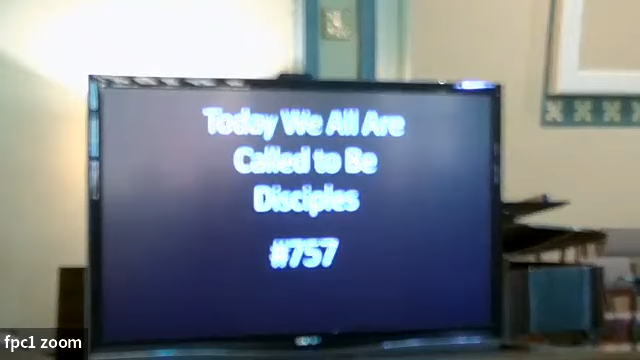 Today We All Are
Called to Be
Disciples
#757
fpc1 zoom